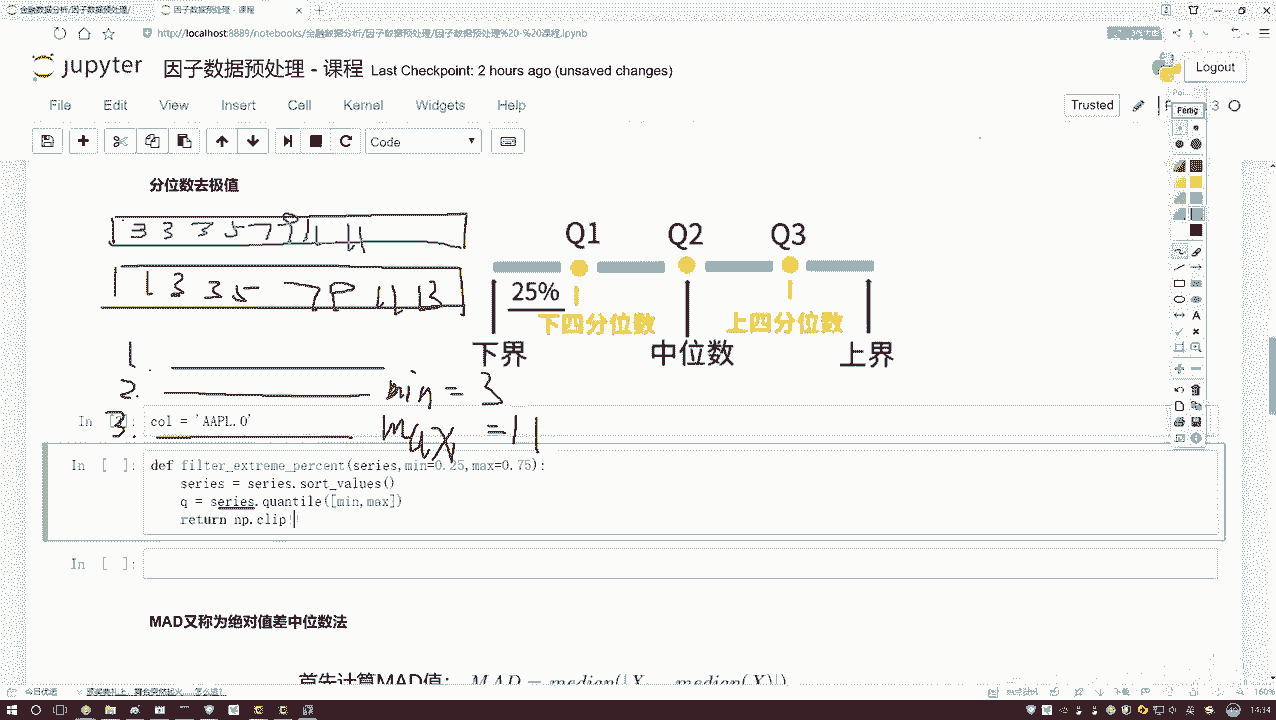 金融数据分析/因子数据预处理/
因子数据预处理 - 课程
http://localhost:8889/notebooks/金融数据分析/因子数据预处理/因子数据预处理%20-%20课程.ipynb
jupyter 因子数据预处理 - 课程 Last Checkpoint: 2 hours ago (unsaved changes)
Logout
File Edit View Insert Cell Kernel Widgets Help
Trusted
3
Fertig
Code
分位数去极值
3 3 3 5 7 9 11 11
1 1 3 3 5 7 9 11 13
Q1 Q2 Q3
25%
下四分位数 上四分位数
下界 中位数 上界
1.
2. min = 3
In [2]: col = 'AAPL.O'
3. max = 11
In [ ]: def filter_extreme_percent(series,min=0.25,max=0.75):
series = series.sort_values()
q = series.quantile([min,max])
return np.clip(
In [ ]:
MAD又称为绝对值差中位数法
首先计算MAD值:
160%
14:34